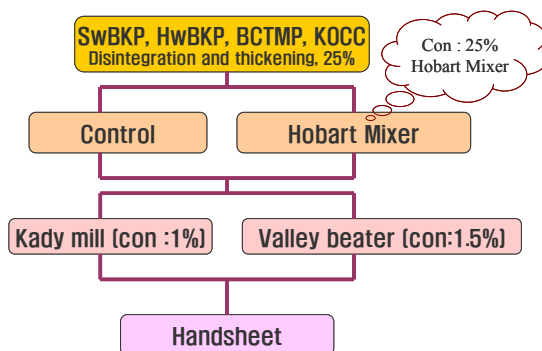 SwBKP, HwBKP, BCTMP, KOCC
Disintegration and thickening, 25%
Con : 25%
Hobart Mixer
Control
Hobart Mixer
Kady mill (con :1%)
Valley beater (con:1.5%)
Handsheet